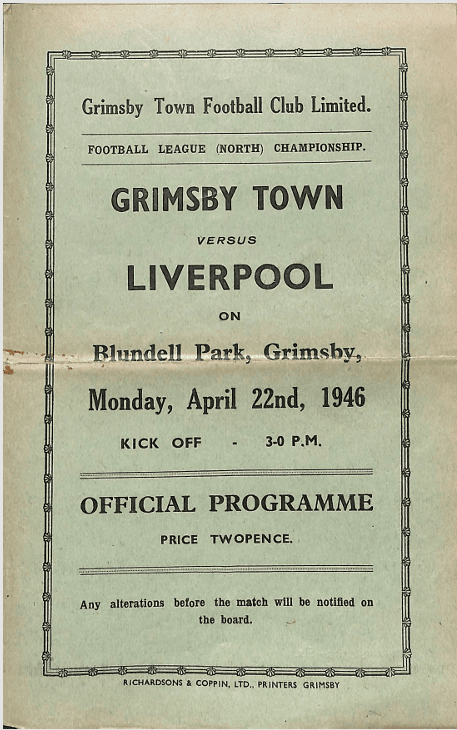 Grimsby Town Football Club Limited.
FOOTBALL LEAGUE (NORTH) CHAMPIONSHIP.
GRIMSBY TOWN
VERSUS
LIVERPOOL
ON
Blundell Park, Grimsby,
Monday, April 22nd, 1946
KICK OFF - 3-0 P.M.
OFFICIAL PROGRAMME
PRICE TWOPENCE.
Any alterations before the match will be notified on
the board.
RICHARDSONS & COPPIN, LTD., PRINTERS GRIMSBY